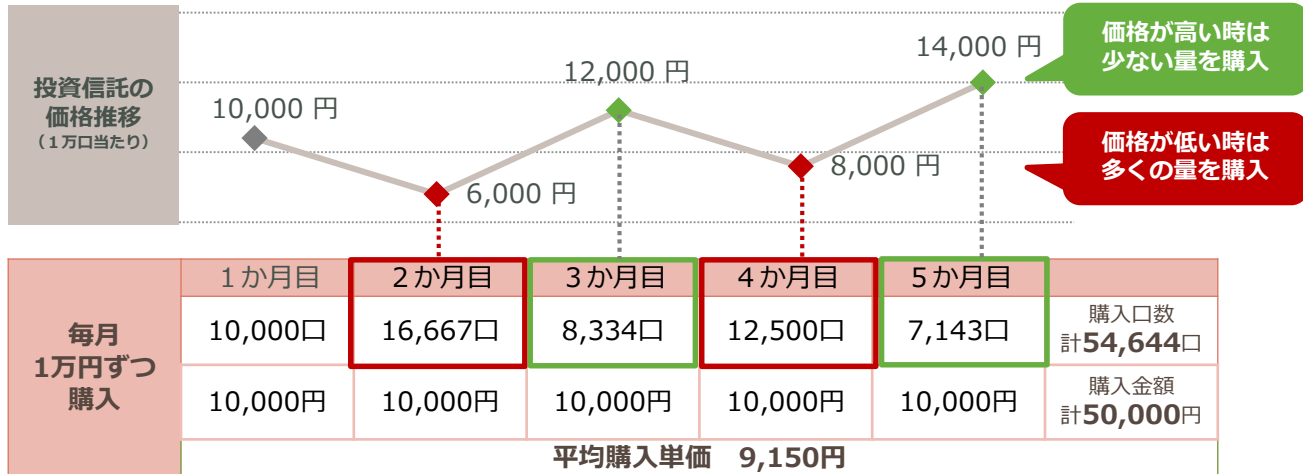 投資信託の
価格推移
（１万口当たり）
10,000 円
6,000 円
12,000 円
8,000 円
14,000 円
価格が高い時は
少ない量を購入
価格が低い時は
多くの量を購入
毎月
1万円ずつ
購入
１か月目
２か月目
３か月目
４か月目
５か月目
10,000口
16,667口
8,334口
12,500口
7,143口
購入口数
計54,644口
10,000円
10,000円
10,000円
10,000円
10,000円
購入金額
計50,000円
平均購入単価　9,150円